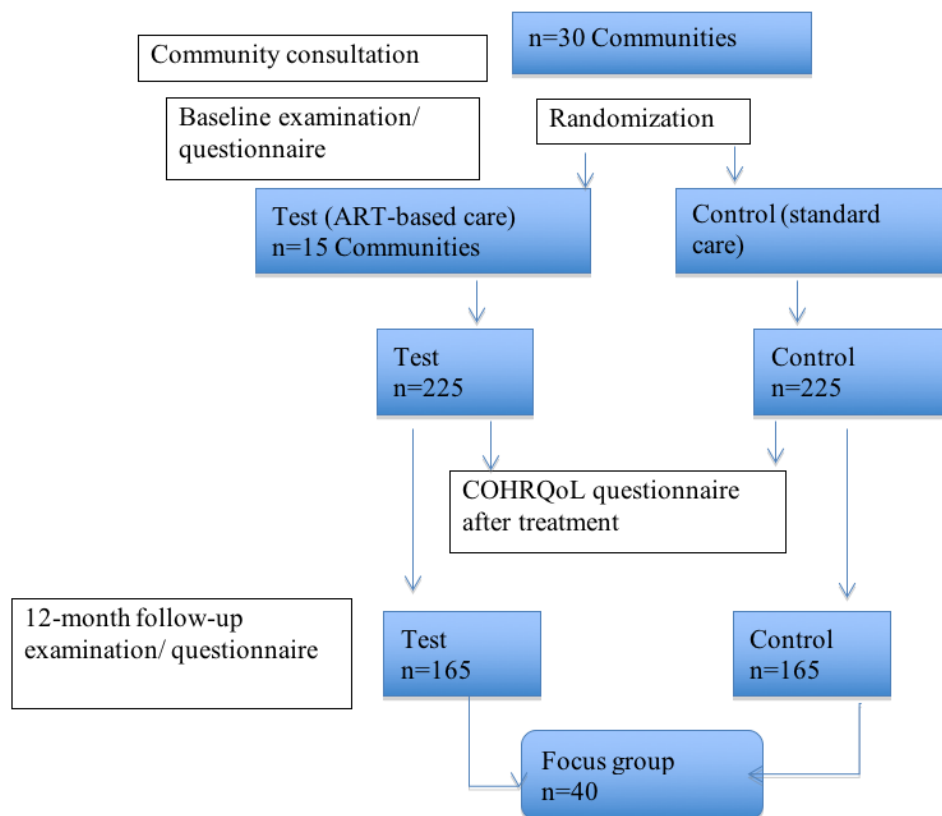 n=30 Communities
Community consultation
Baseline examination/
questionnaire
Randomization
Test (ART-based care)
n=15 Communities
Control (standard
care)
Test
n=225
Control
n=225
COHRQoL questionnaire
after treatment
12-month follow-up
examination/ questionnaire
Test
n=165
Control
n=165
Focus group
n=40